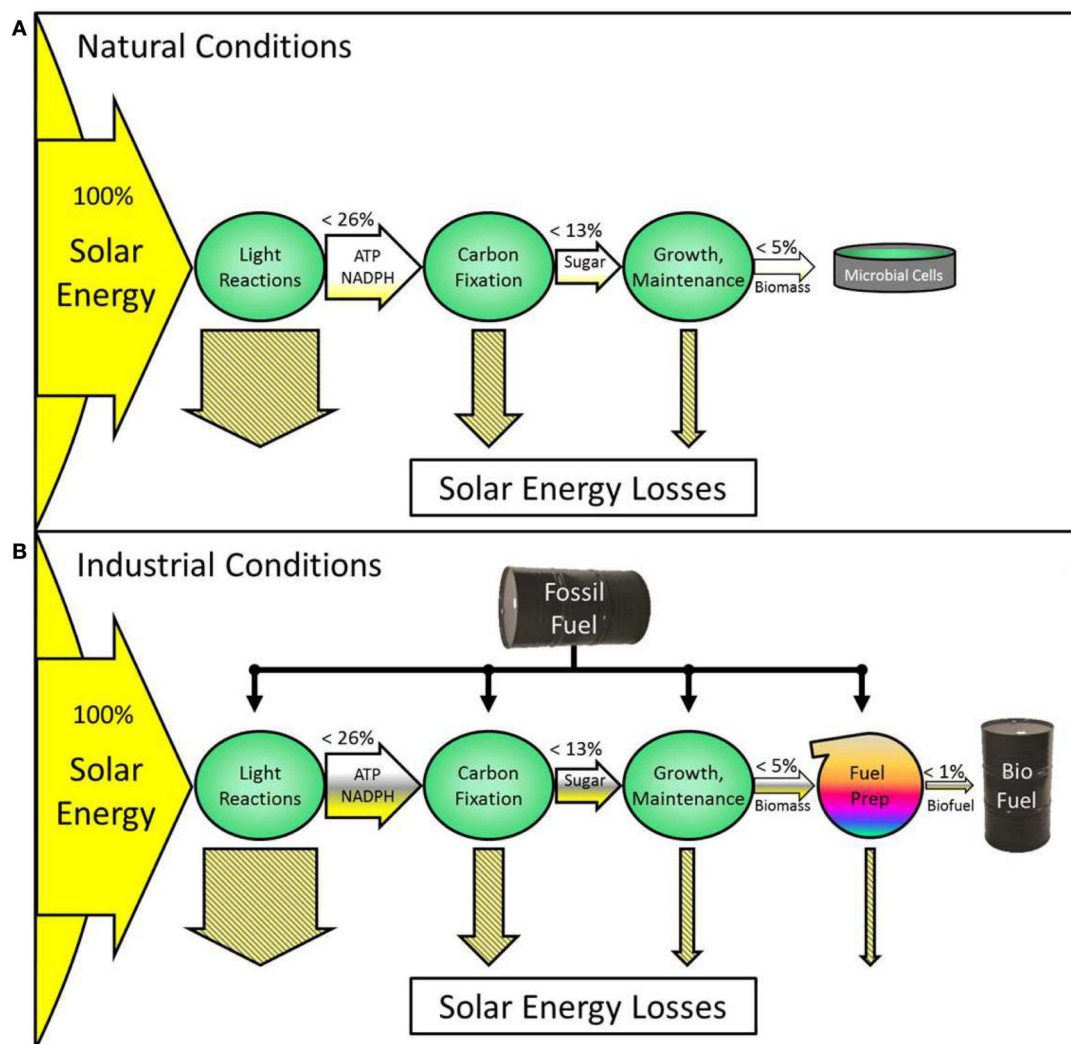 A
Natural Conditions
100%
Solar
Energy
Light
Reactions
< 26%
ATP
NADPH
Carbon
Fixation
< 13%
Sugar
Growth,
Maintenance
< 5%
Biomass
Microbial Cells
Solar Energy Losses
B
Industrial Conditions
Fossil
Fuel
100%
Solar
Energy
Light
Reactions
< 26%
ATP
NADPH
Carbon
Fixation
< 13%
Sugar
Growth,
Maintenance
< 5%
Biomass
Fuel
Prep
< 1%
Biofuel
Bio
Fuel
Solar Energy Losses